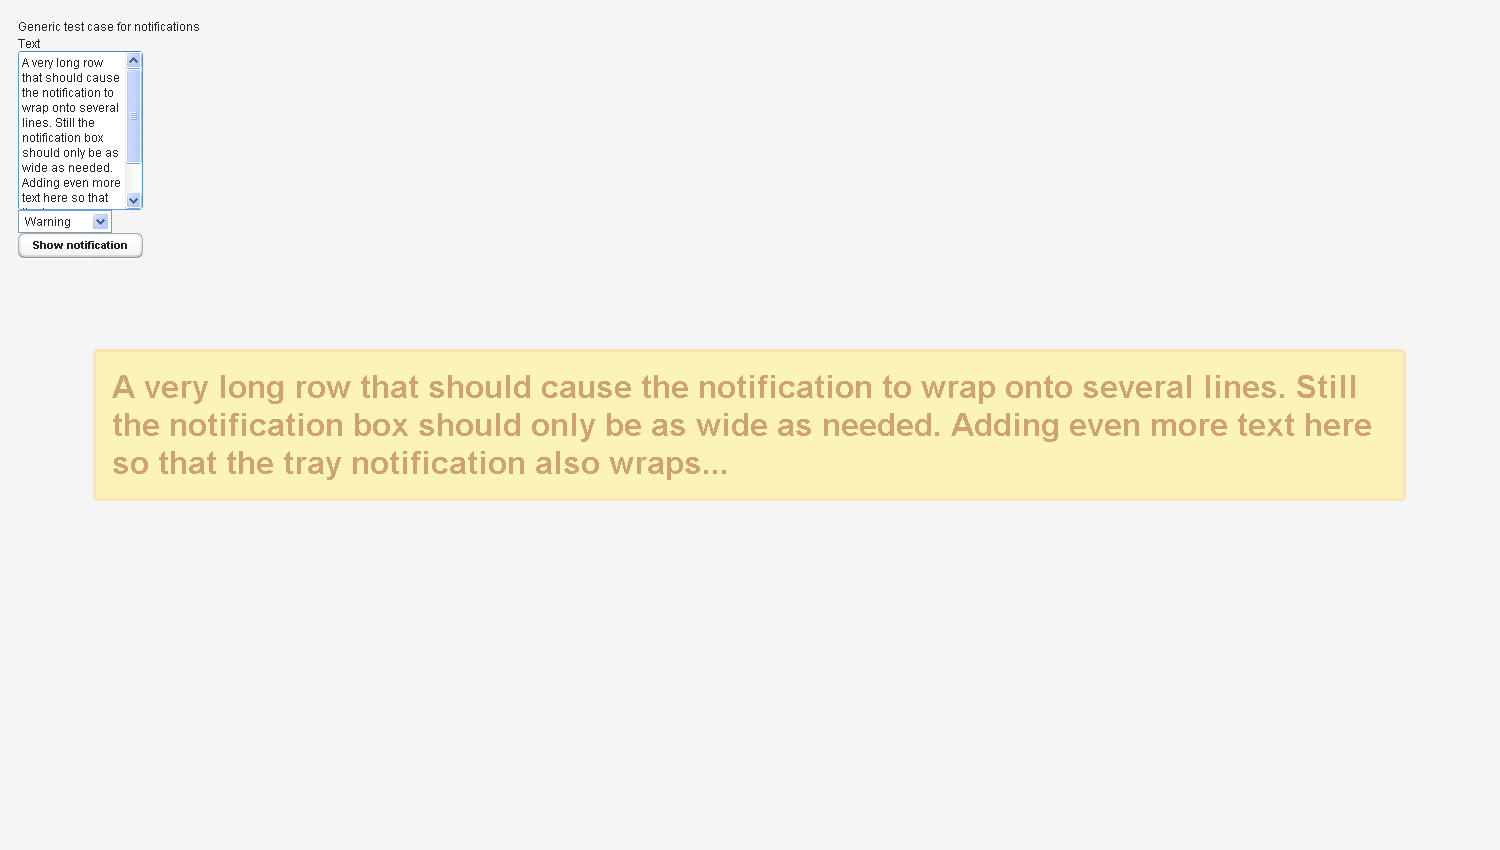 Generic test case for notifications
Text
A very long row
that should cause
the notification to
wrap onto several
lines. Still the
notification box
should only be as
wide as needed.
Adding even more
text here so that
Warning
Show notification
A very long row that should cause the notification to wrap onto several lines. Still
the notification box should only be as wide as needed. Adding even more text here
so that the tray notification also wraps...